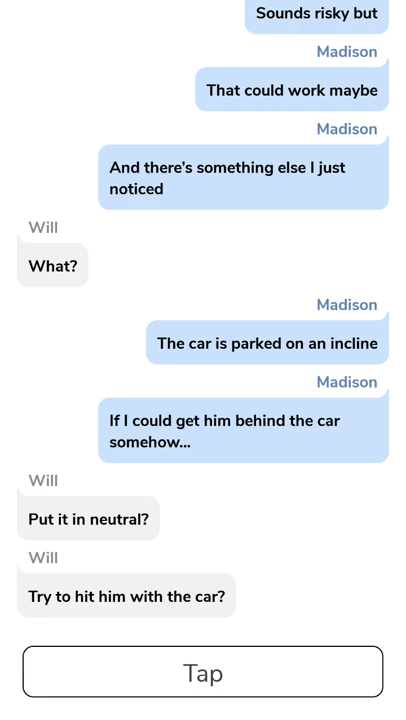 Sounds risky but
Madison
That could work maybe
Madison
And there’s something else I just
noticed
Will
What?
Madison
The car is parked on an incline
Madison
If I could get him behind the car
somehow...
Will
Put it in neutral?
Will
Try to hit him with the car?
Tap